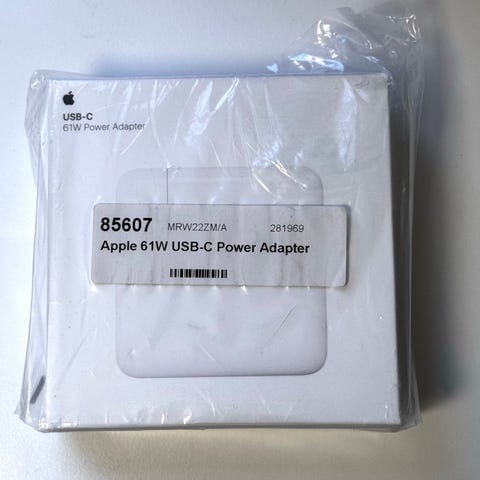 USB-C
61W Power Adapter
85607 MRW22ZM/A 281969
Apple 61W USB-C Power Adapter